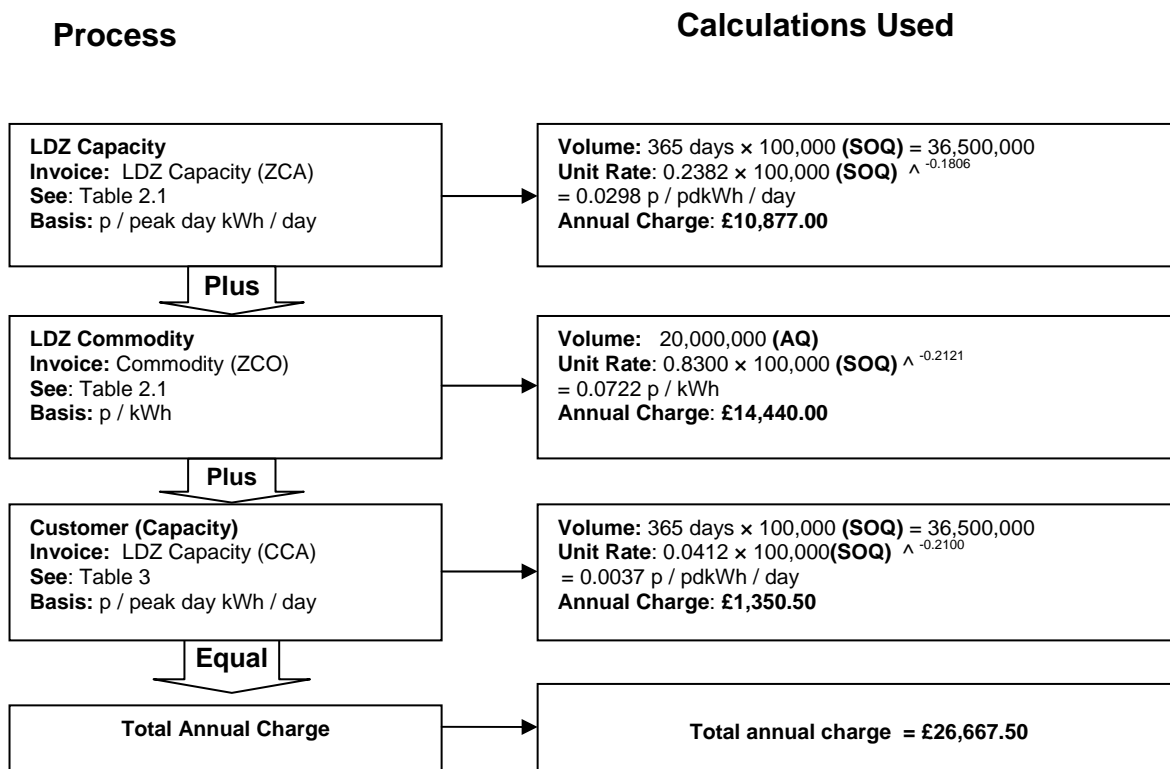 Process
Calculations Used
LDZ Capacity
Invoice: LDZ Capacity (ZCA)
See: Table 2.1
Basis: p / peak day kWh / day
Volume: 365 days × 100,000 (SOQ) = 36,500,000
Unit Rate: 0.2382 × 100,000 (SOQ) ^ -0.1806
= 0.0298 p / pdkWh / day
Annual Charge: £10,877.00
Plus
LDZ Commodity
Invoice: Commodity (ZCO)
See: Table 2.1
Basis: p / kWh
Volume: 20,000,000 (AQ)
Unit Rate: 0.8300 × 100,000 (SOQ) ^ -0.2121
= 0.0722 p / kWh
Annual Charge: £14,440.00
Plus
Customer (Capacity)
Invoice: LDZ Capacity (CCA)
See: Table 3
Basis: p / peak day kWh / day
Volume: 365 days × 100,000 (SOQ) = 36,500,000
Unit Rate: 0.0412 × 100,000(SOQ) ^ -0.2100
= 0.0037 p / pdkWh / day
Annual Charge: £1,350.50
Equal
Total Annual Charge
Total annual charge = £26,667.50